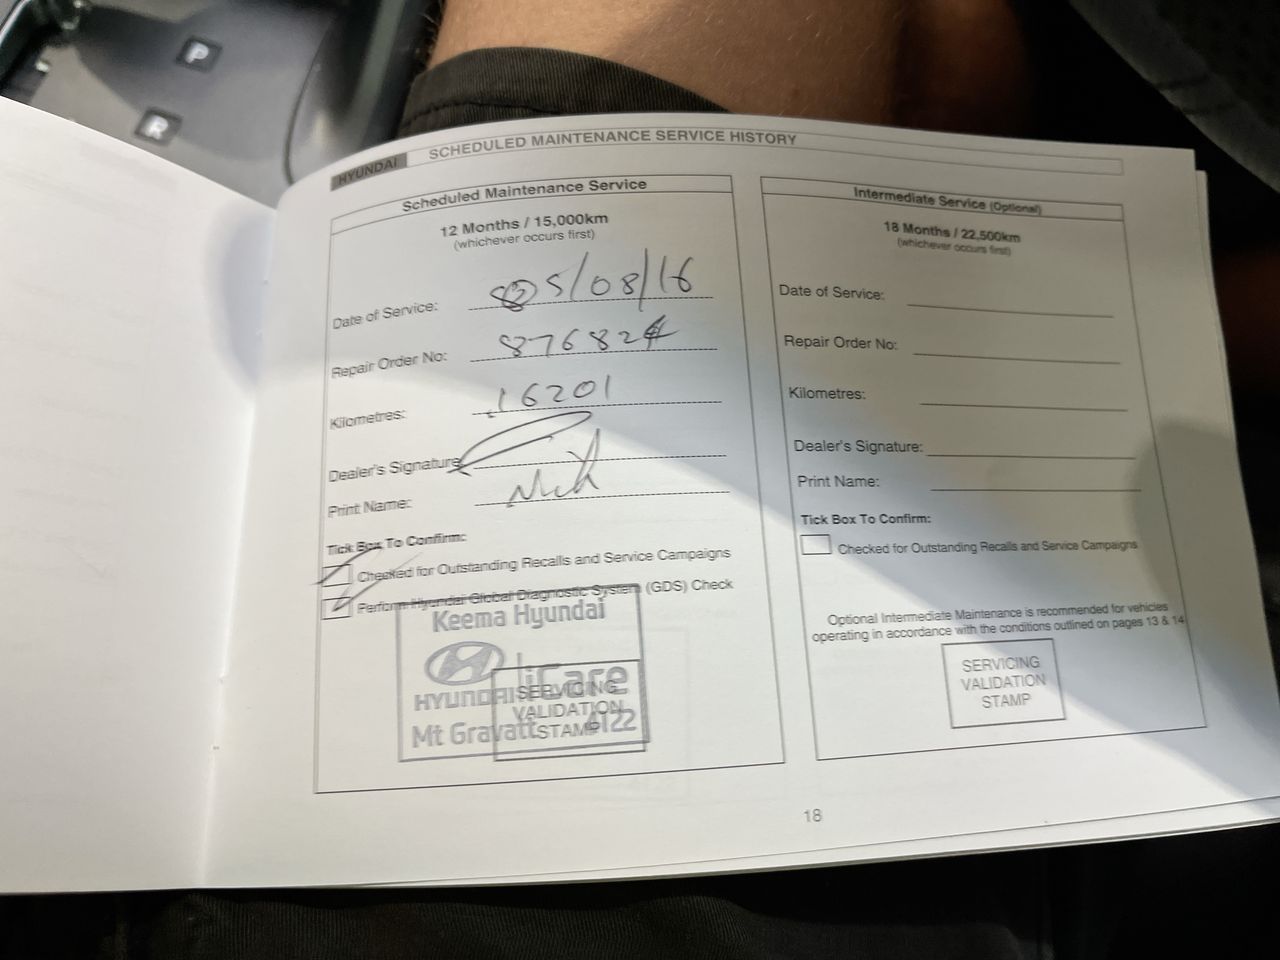 P
R
HYUNDAI SCHEDULED MAINTENANCE SERVICE HISTORY
Scheduled Maintenance Service
12 Months / 15,000km
(whichever occurs first)
Date of Service: 25/08/16
Repair Order No: 876824
Kilometres: 16201
Dealer's Signature:
Print Name: Nick
Tick Box To Confirm:
Checked for Outstanding Recalls and Service Campaigns
Perform Hyundai Global Diagnostic System (GDS) Check
Keema Hyundai
HYUNDAI iCare
Mt Gravatt 4122
SERVICING
VALIDATION
STAMP
Intermediate Service (Optional)
18 Months / 22,500km
(whichever occurs first)
Date of Service:
Repair Order No:
Kilometres:
Dealer's Signature:
Print Name:
Tick Box To Confirm:
Checked for Outstanding Recalls and Service Campaigns
Optional Intermediate Maintenance is recommended for vehicles
operating in accordance with the conditions outlined on pages 13 & 14
SERVICING
VALIDATION
STAMP
18